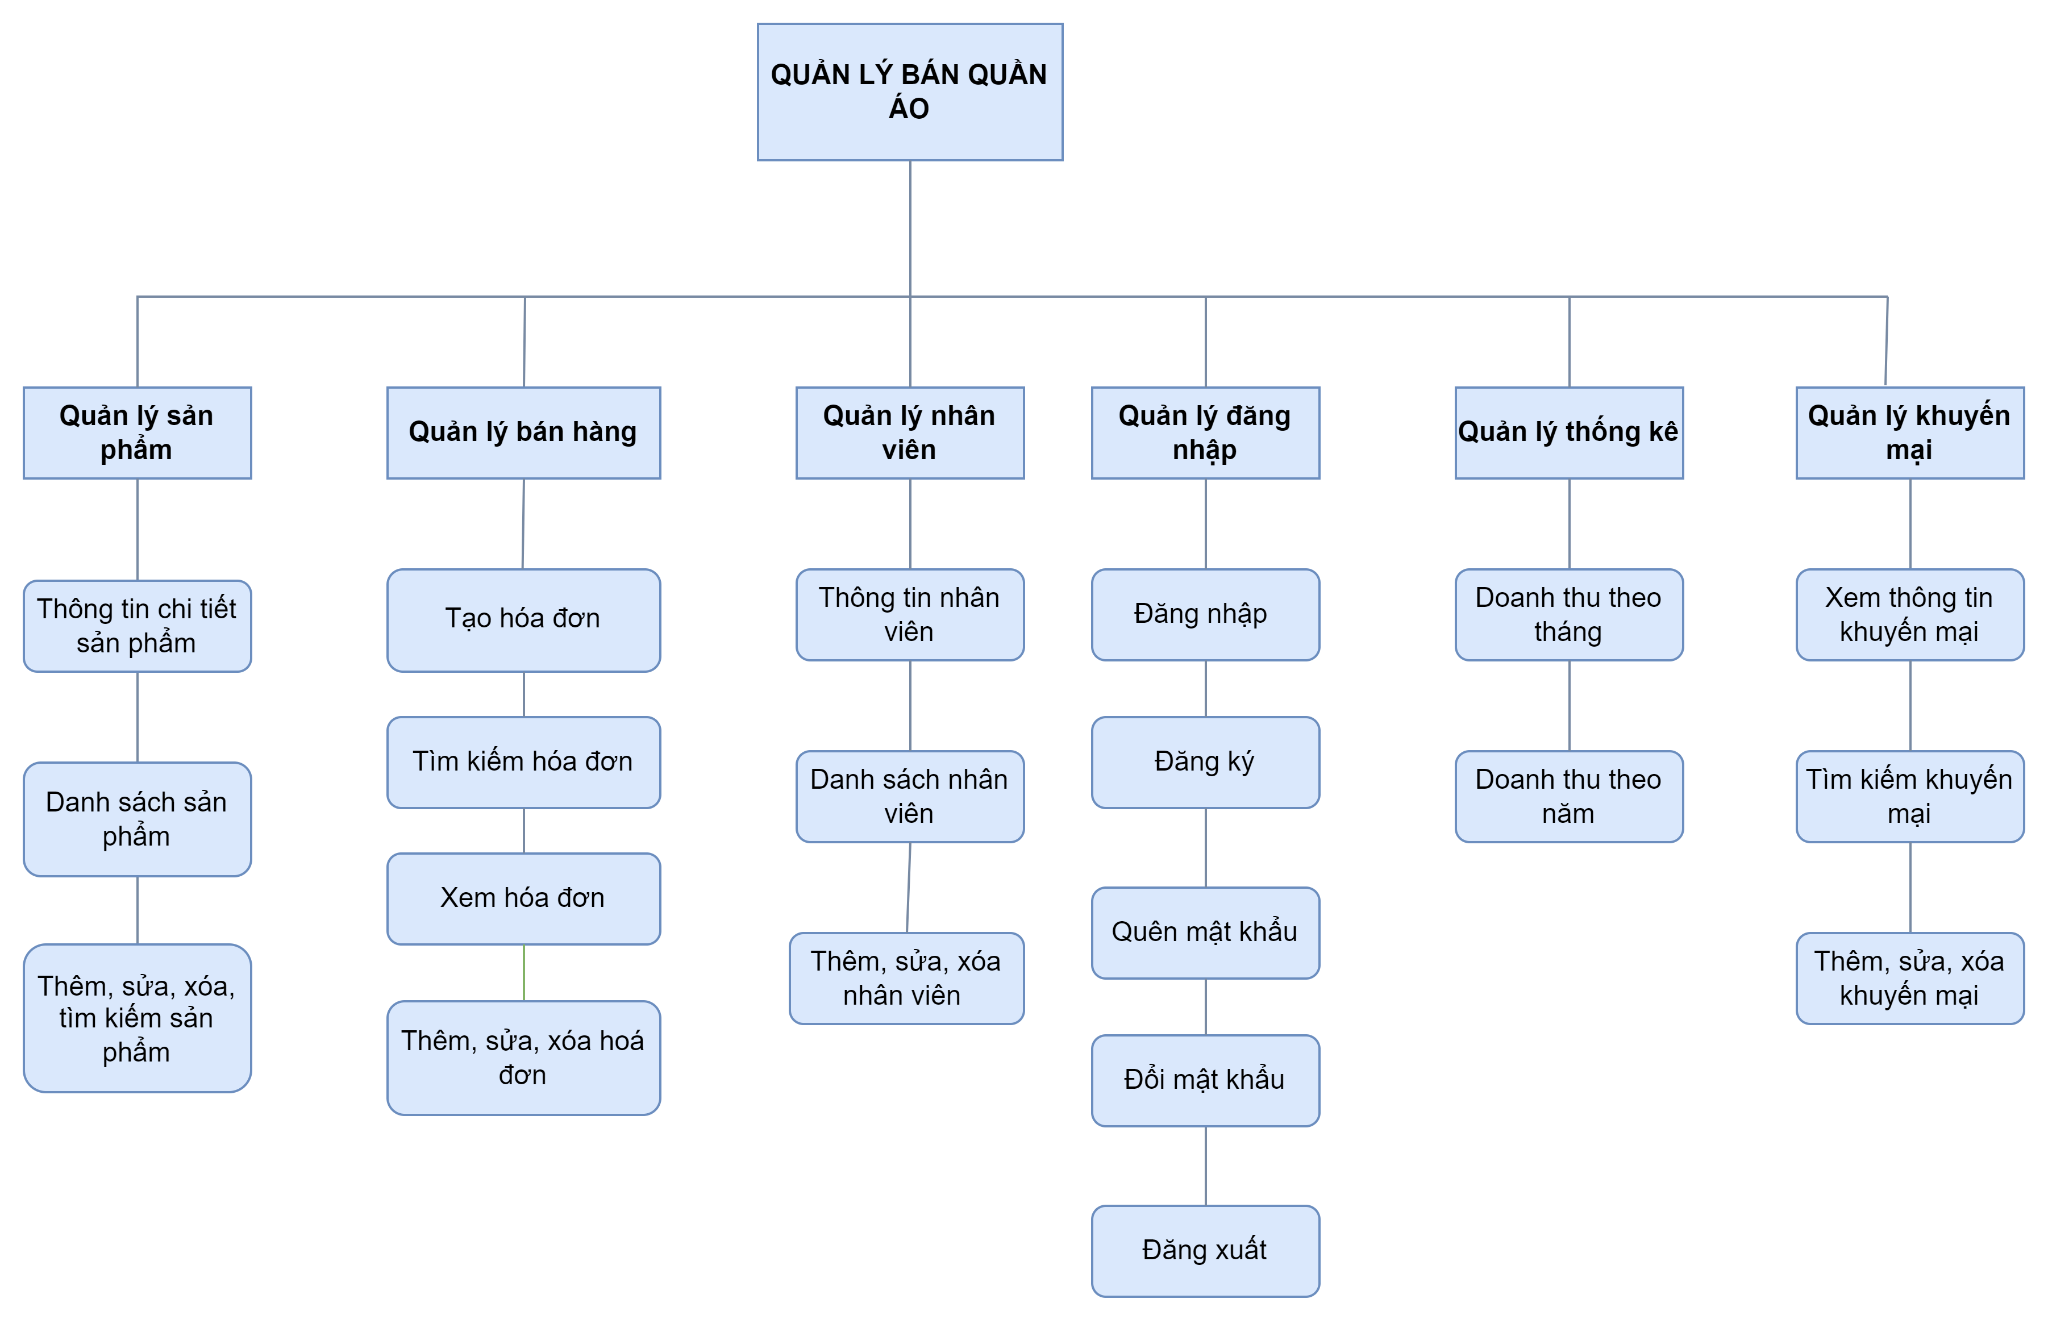 QUẢN LÝ BÁN QUẦN
ÁO
Quản lý sản
phẩm
Quản lý bán hàng
Quản lý nhân
viên
Quản lý đăng
nhập
Quản lý thống kê
Quản lý khuyến
mại
Thông tin chi tiết
sản phẩm
Danh sách sản
phẩm
Thêm, sửa, xóa,
tìm kiếm sản
phẩm
Tạo hóa đơn
Tìm kiếm hóa đơn
Xem hóa đơn
Thêm, sửa, xóa hoá
đơn
Thông tin nhân
viên
Danh sách nhân
viên
Thêm, sửa, xóa
nhân viên
Đăng nhập
Đăng ký
Quên mật khẩu
Đổi mật khẩu
Đăng xuất
Doanh thu theo
tháng
Doanh thu theo
năm
Xem thông tin
khuyến mại
Tìm kiếm khuyến
mại
Thêm, sửa, xóa
khuyến mại